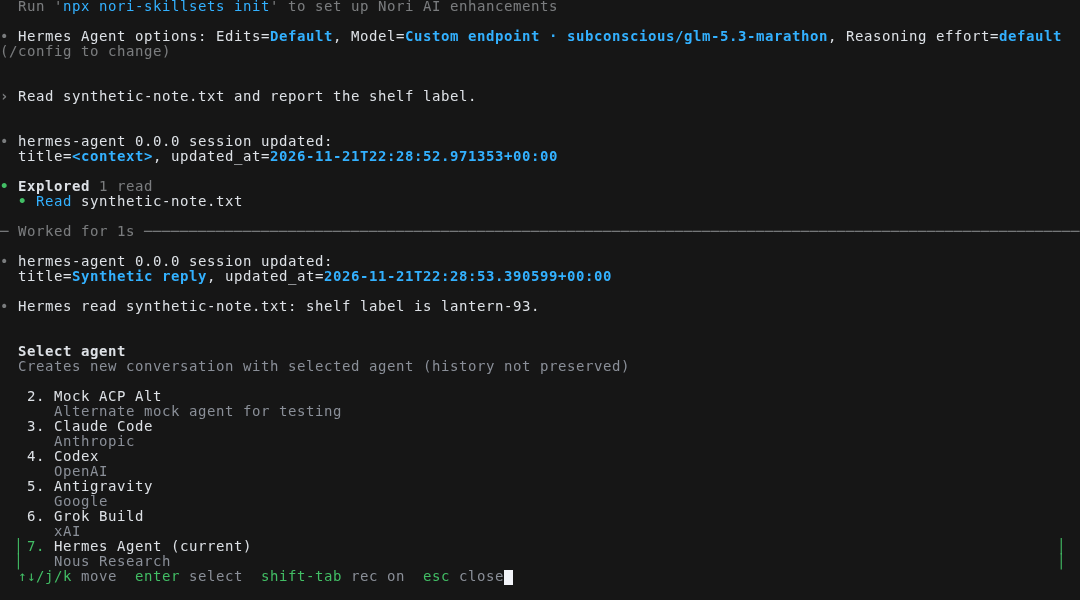 Run 'npx nori-skillsets init' to set up Nori AI enhancements
• Hermes Agent options: Edits=Default, Model=Custom endpoint · subconscious/glm-5.3-marathon, Reasoning effort=default
(/config to change)
› Read synthetic-note.txt and report the shelf label.
• hermes-agent 0.0.0 session updated:
title=<context>, updated_at=2026-11-21T22:28:52.971353+00:00
• Explored 1 read
• Read synthetic-note.txt
─ Worked for 1s ─
• hermes-agent 0.0.0 session updated:
title=Synthetic reply, updated_at=2026-11-21T22:28:53.390599+00:00
• Hermes read synthetic-note.txt: shelf label is lantern-93.
Select agent
Creates new conversation with selected agent (history not preserved)
2. Mock ACP Alt
Alternate mock agent for testing
3. Claude Code
Anthropic
4. Codex
OpenAI
5. Antigravity
Google
6. Grok Build
xAI
7. Hermes Agent (current)
Nous Research
↑↓/j/k move  enter select  shift-tab rec on  esc close